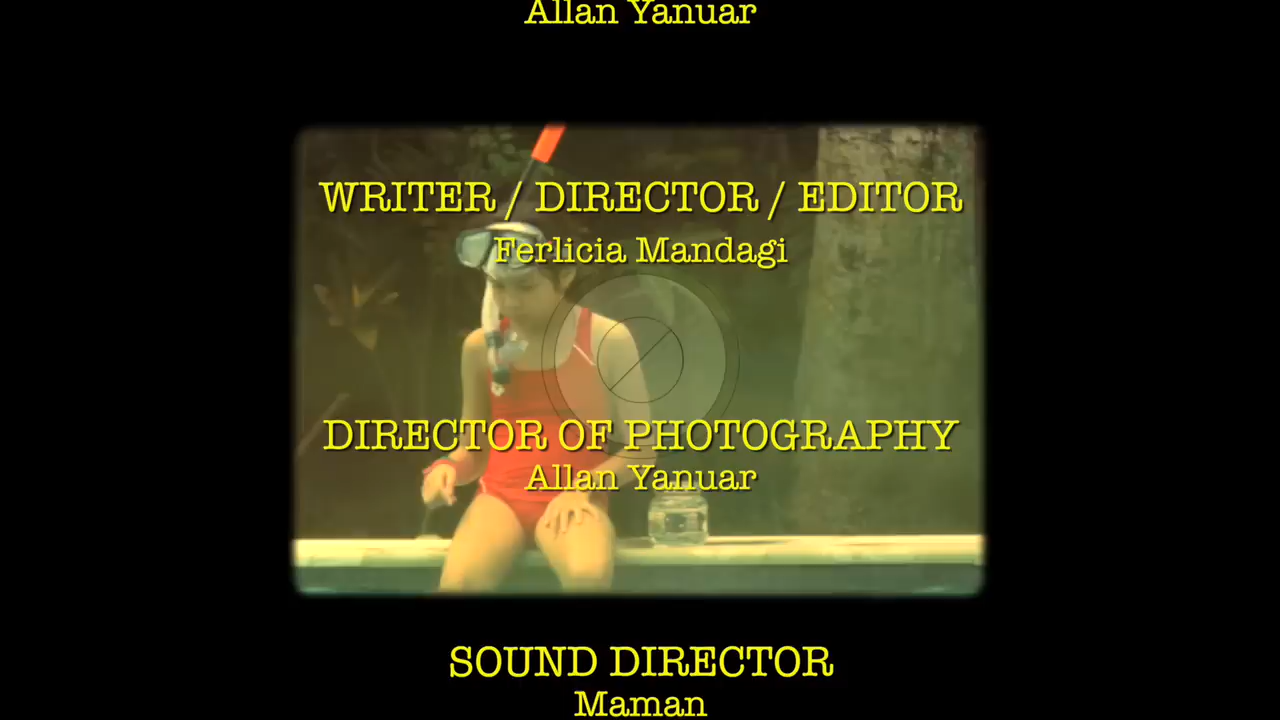 Allan Yanuar
WRITER / DIRECTOR / EDITOR
Ferlicia Mandagi
DIRECTOR OF PHOTOGRAPHY
Allan Yanuar
SOUND DIRECTOR
Maman